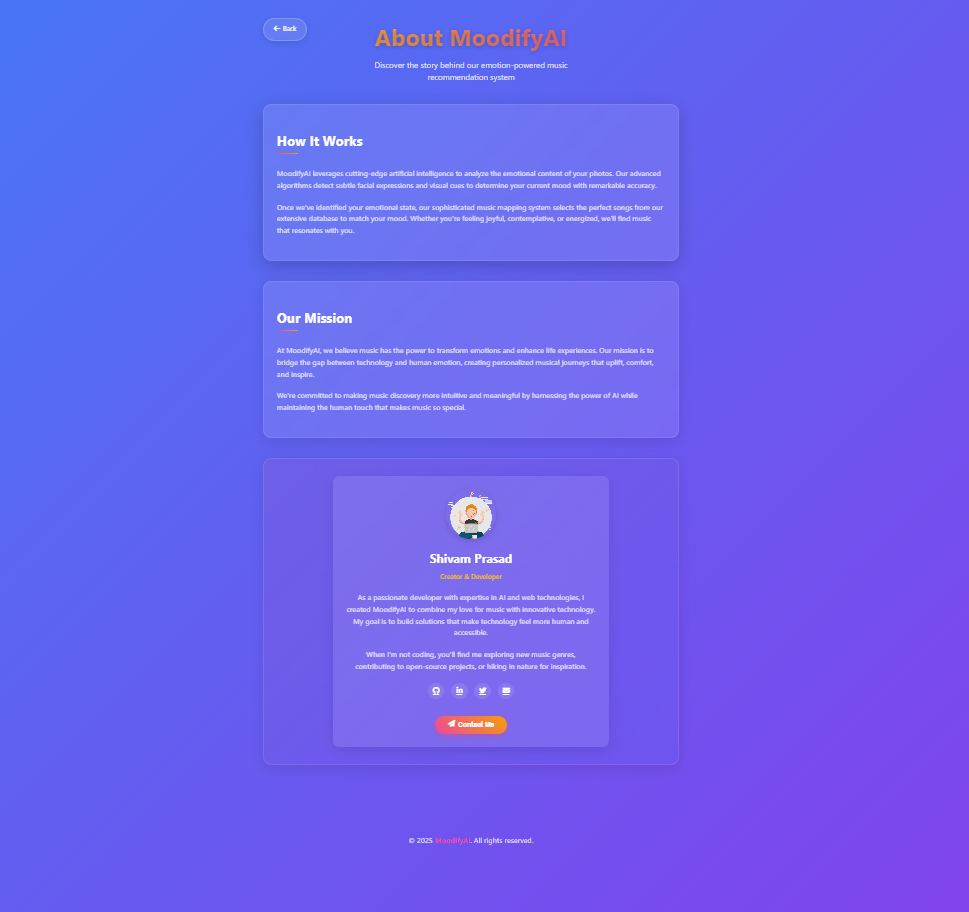 Back
About MoodifyAI
Discover the story behind our emotion-powered music
recommendation system
How It Works
MoodifyAI leverages cutting-edge artificial intelligence to analyze the emotional content of your photos. Our advanced
algorithms detect subtle facial expressions and visual cues to determine your current mood with remarkable accuracy.
Once we've identified your emotional state, our sophisticated music mapping system selects the perfect songs from our
extensive database to match your mood. Whether you're feeling joyful, contemplative, or energized, we'll find music
that resonates with you.
Our Mission
At MoodifyAI, we believe music has the power to transform emotions and enhance life experiences. Our mission is to
bridge the gap between technology and human emotion, creating personalized musical journeys that uplift, comfort,
and inspire.
We're committed to making music discovery more intuitive and meaningful by harnessing the power of AI while
maintaining the human touch that makes music so special.
Shivam Prasad
Creator & Developer
As a passionate developer with expertise in AI and web technologies, I
created MoodifyAI to combine my love for music with innovative technology.
My goal is to build solutions that make technology feel more human and
accessible.
When I'm not coding, you'll find me exploring new music genres,
contributing to open-source projects, or hiking in nature for inspiration.
Contact Me
© 2025 MoodifyAI. All rights reserved.